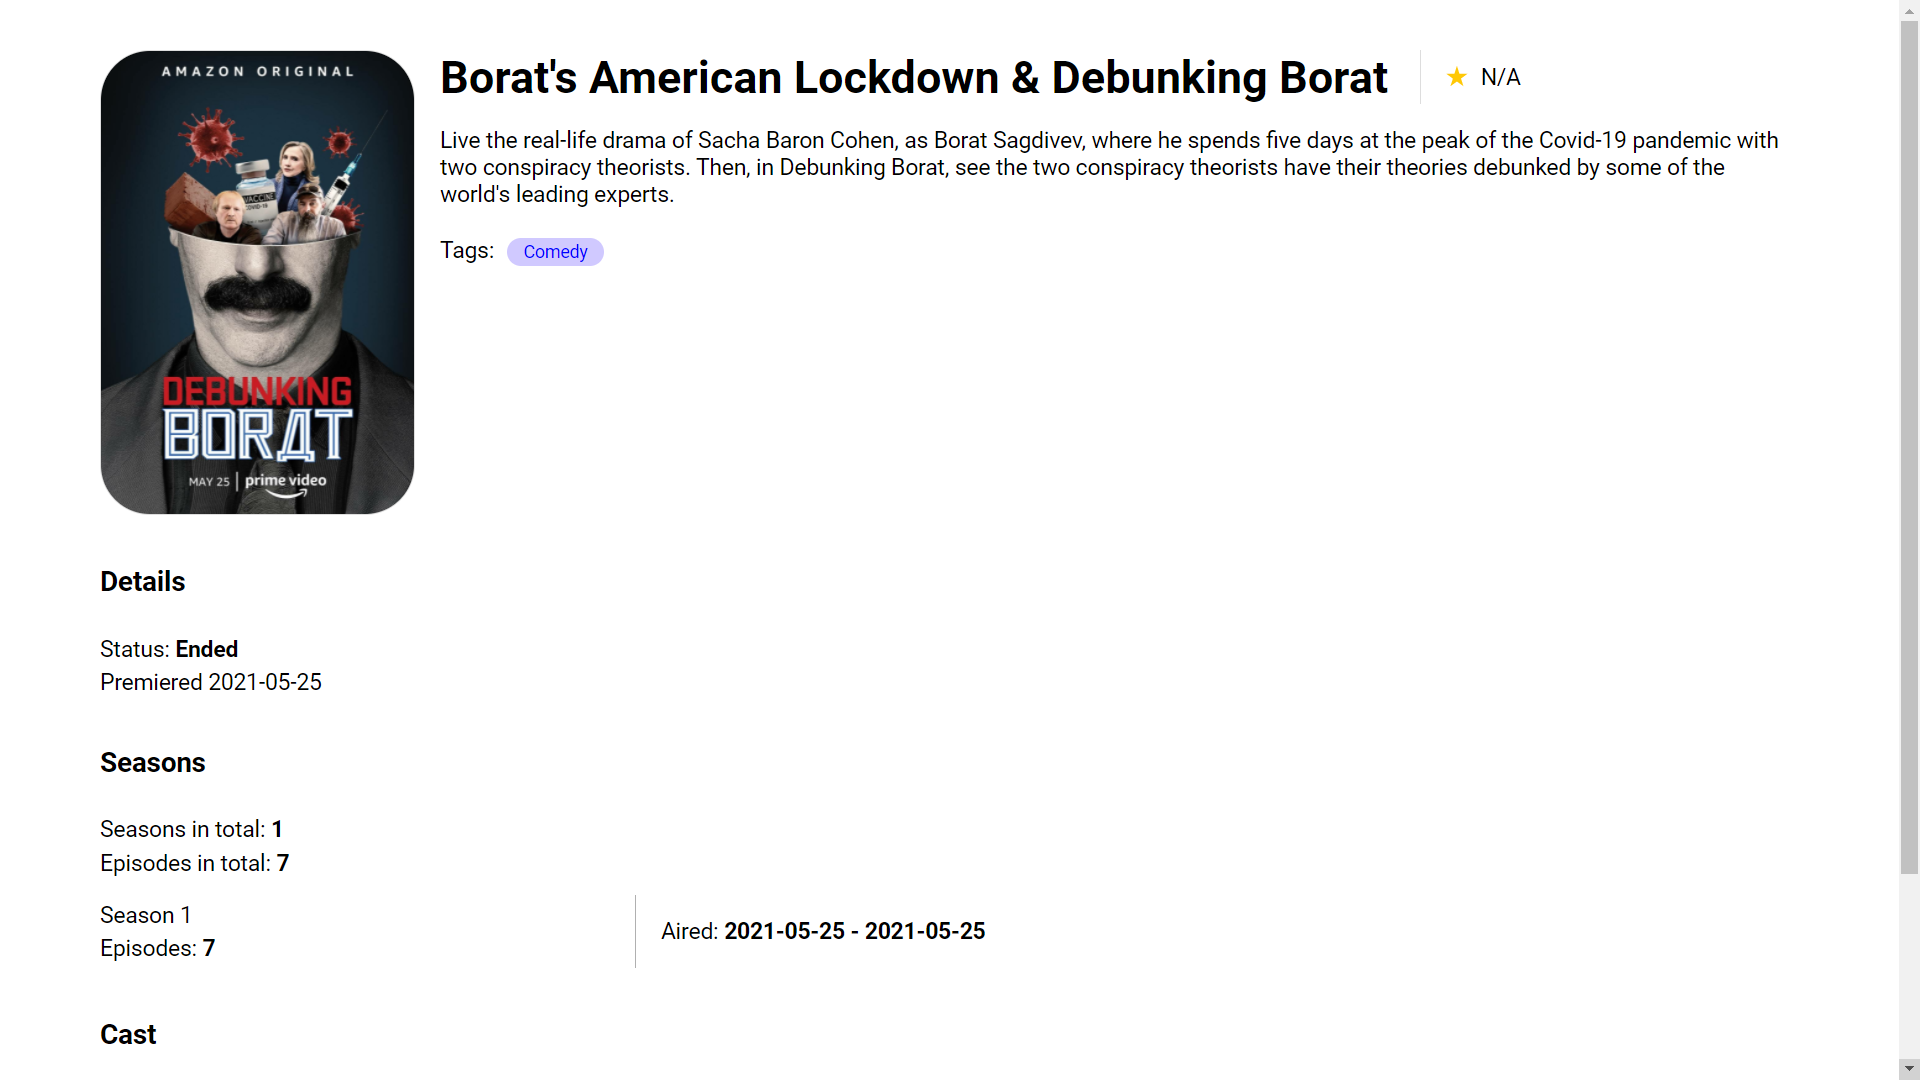 AMAZON ORIGINAL
VACCINE
COVID-19
DEBUNKING
BORДT
MAY 25 | prime video
Borat's American Lockdown & Debunking Borat
★ N/A
Live the real-life drama of Sacha Baron Cohen, as Borat Sagdivev, where he spends five days at the peak of the Covid-19 pandemic with
two conspiracy theorists. Then, in Debunking Borat, see the two conspiracy theorists have their theories debunked by some of the
world's leading experts.
Tags: Comedy
Details
Status: Ended
Premiered 2021-05-25
Seasons
Seasons in total: 1
Episodes in total: 7
Season 1
Episodes: 7
Aired: 2021-05-25 - 2021-05-25
Cast